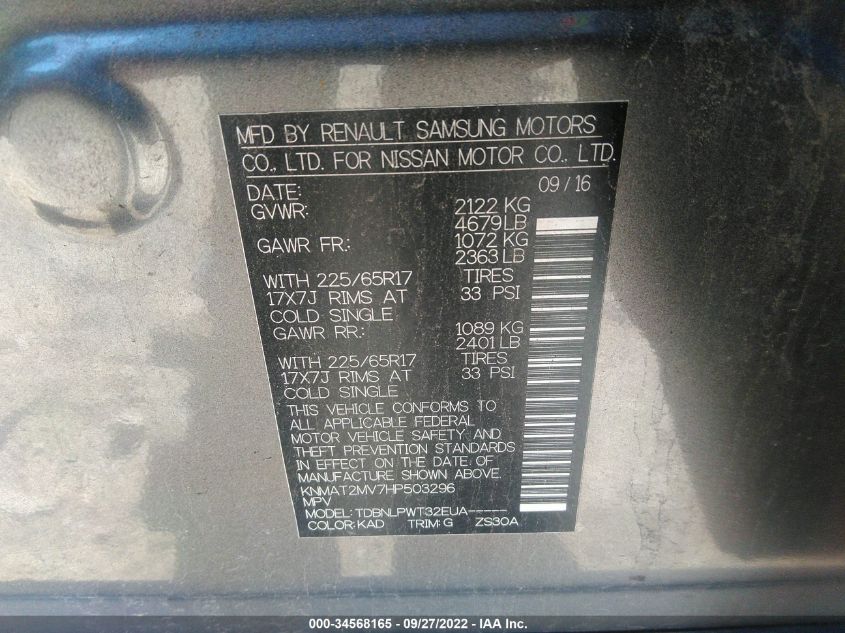 MFD BY RENAULT SAMSUNG MOTORS
CO., LTD. FOR NISSAN MOTOR CO., LTD.
DATE: 09/16
GVWR: 2122 KG
4679 LB
GAWR FR.: 1072 KG
2363 LB
WITH 225/65R17 TIRES
17X7J RIMS AT 33 PSI
COLD SINGLE
GAWR RR.: 1089 KG
2401 LB
WITH 225/65R17 TIRES
17X7J RIMS AT 33 PSI
COLD SINGLE
THIS VEHICLE CONFORMS TO
ALL APPLICABLE FEDERAL
MOTOR VEHICLE SAFETY AND
THEFT PREVENTION STANDARDS
IN EFFECT ON THE DATE OF
MANUFACTURE SHOWN ABOVE.
KNMAT2MV7HP503296
MPV
MODEL: TDBNLPWT32EUA-----
COLOR: KAD TRIM: G ZS30A
000-34568165 - 09/27/2022 - IAA Inc.